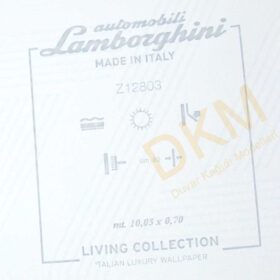 automobili
Lamborghini
MADE IN ITALY
Z12803
DKM
Duvar Kağıdı
mt. 10,05 x 0,70
LIVING COLLECTION
ITALIAN LUXURY WALLPAPER